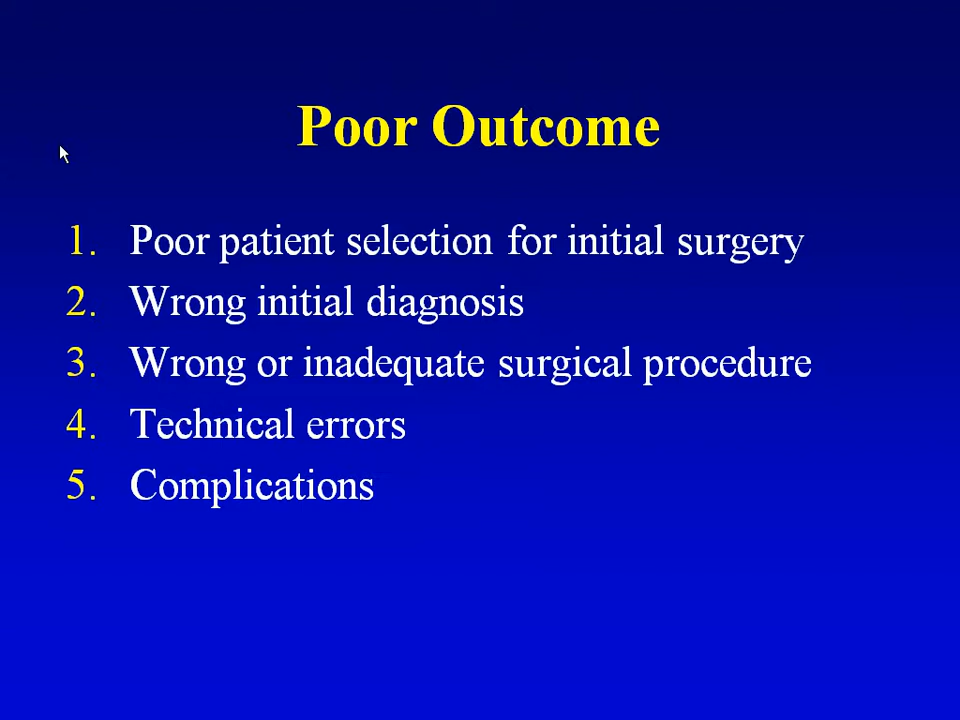 Poor Outcome
1. Poor patient selection for initial surgery
2. Wrong initial diagnosis
3. Wrong or inadequate surgical procedure
4. Technical errors
5. Complications